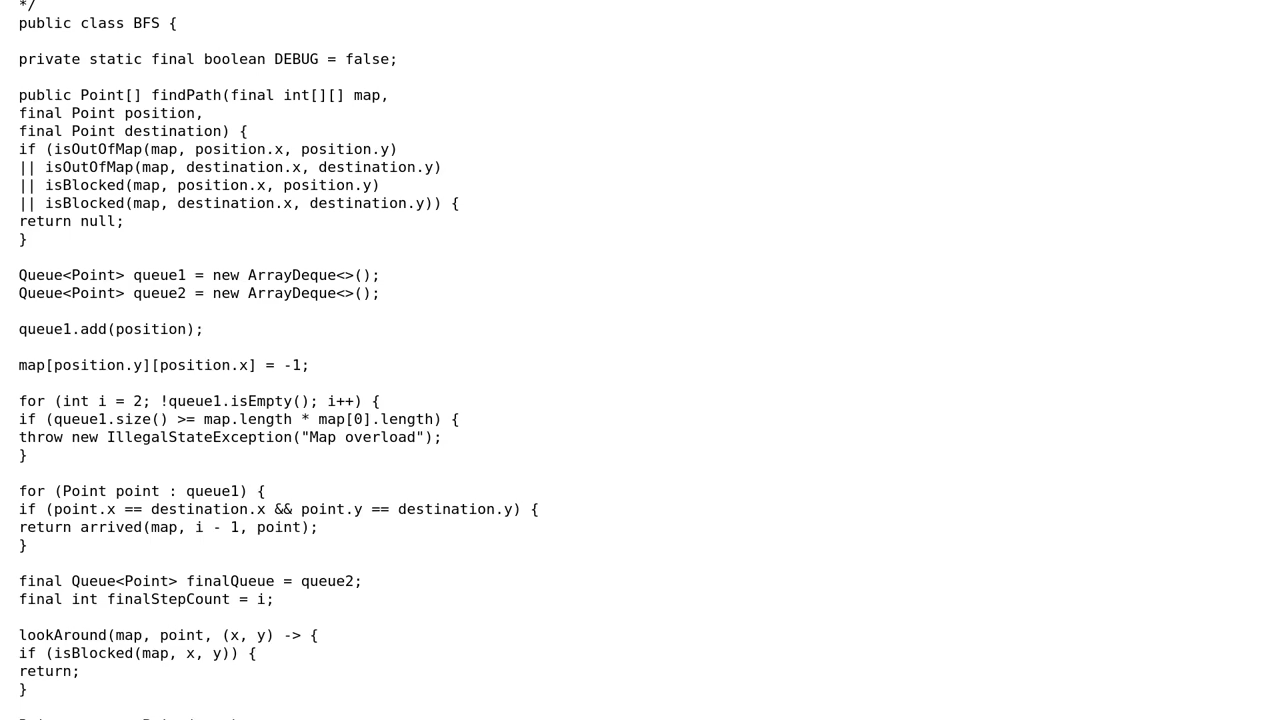 */
public class BFS {
private static final boolean DEBUG = false;
public Point[] findPath(final int[][] map,
final Point position,
final Point destination) {
if (isOutOfMap(map, position.x, position.y)
|| isOutOfMap(map, destination.x, destination.y)
|| isBlocked(map, position.x, position.y)
|| isBlocked(map, destination.x, destination.y)) {
return null;
}
Queue<Point> queue1 = new ArrayDeque<>();
Queue<Point> queue2 = new ArrayDeque<>();
queue1.add(position);
map[position.y][position.x] = -1;
for (int i = 2; !queue1.isEmpty(); i++) {
if (queue1.size() >= map.length * map[0].length) {
throw new IllegalStateException("Map overload");
}
for (Point point : queue1) {
if (point.x == destination.x && point.y == destination.y) {
return arrived(map, i - 1, point);
}
final Queue<Point> finalQueue = queue2;
final int finalStepCount = i;
lookAround(map, point, (x, y) -> {
if (isBlocked(map, x, y)) {
return;
}